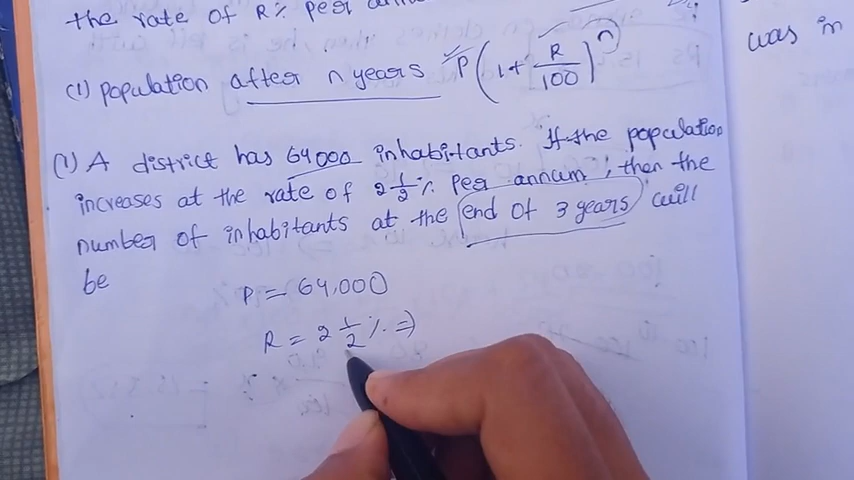 the rate of R% per
was in
(1) population after n years P(1+R/100)^n
(1) A district has 64000 inhabitants. If the population
increases at the rate of 2 1/2 % per annum, then the
number of inhabitants at the end of 3 years will
be
P = 64,000
R = 2 1/2 % ⇒